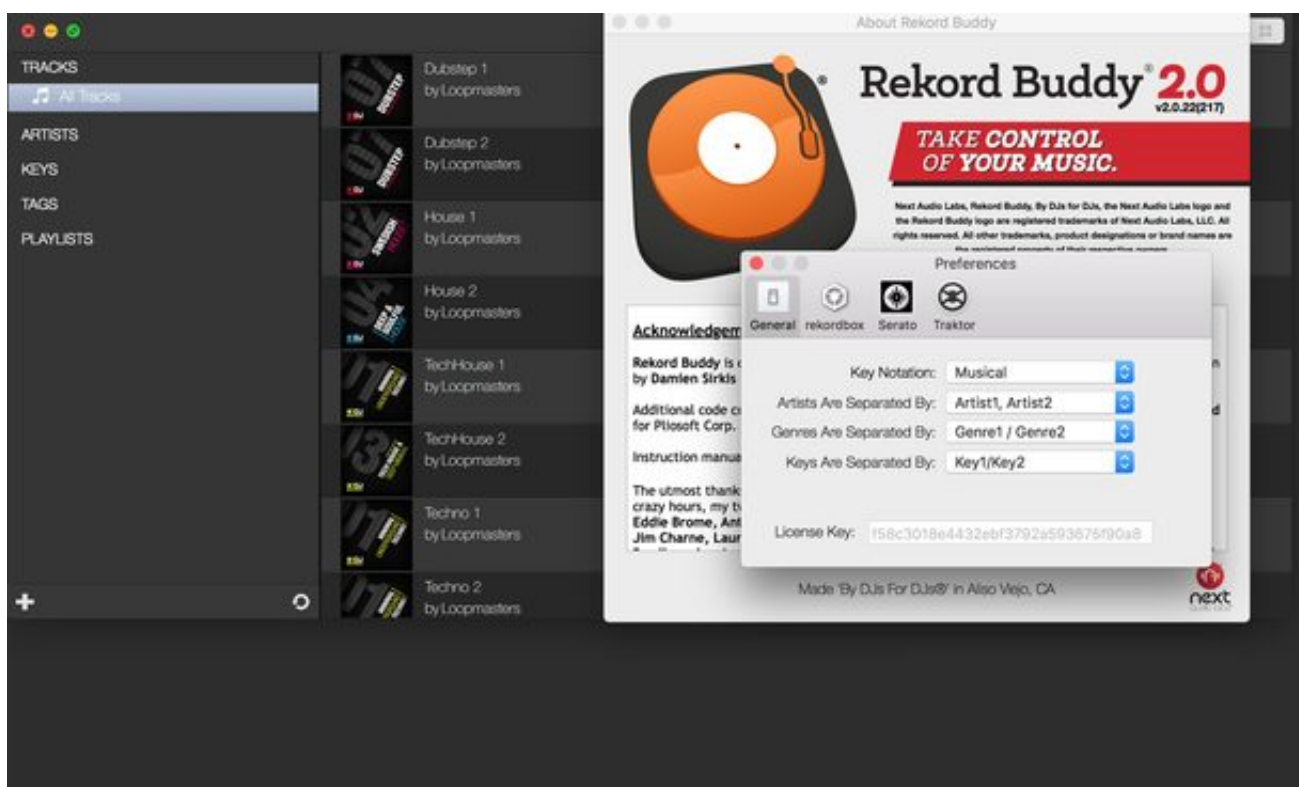 TRACKS
All Tracks
ARTISTS
KEYS
TAGS
PLAYLISTS
Dubstep 1
by Loopmasters
Dubstep 2
by Loopmasters
House 1
by Loopmasters
House 2
by Loopmasters
TechHouse 1
by Loopmasters
TechHouse 2
by Loopmasters
Techno 1
by Loopmasters
Techno 2
by Loopmasters
About Rekord Buddy
Rekord Buddy® 2.0
v2.0.22(217)
TAKE CONTROL
OF YOUR MUSIC.
Next Audio Labs, Rekord Buddy, By DJs for DJs, the Next Audio Labs logo and
the Rekord Buddy logo are registered trademarks of Next Audio Labs, LLC. All
rights reserved. All other trademarks, product designations or brand names are
the registered property of their respective owners
Acknowledgem
Rekord Buddy is
by Damien Sirkis
Additional code
for Pliosoft Corp.
Instruction manua
The utmost thank
crazy hours, my
Eddie Brome, Ant
Jim Charne, Laur
Preferences
General rekordbox Serato Traktor
Key Notation: Musical
Artists Are Separated By: Artist1, Artist2
Genres Are Separated By: Genre1 / Genre2
Keys Are Separated By: Key1/Key2
License Key:
Made 'By DJs For DJs®' in Aliso Viejo, CA
next